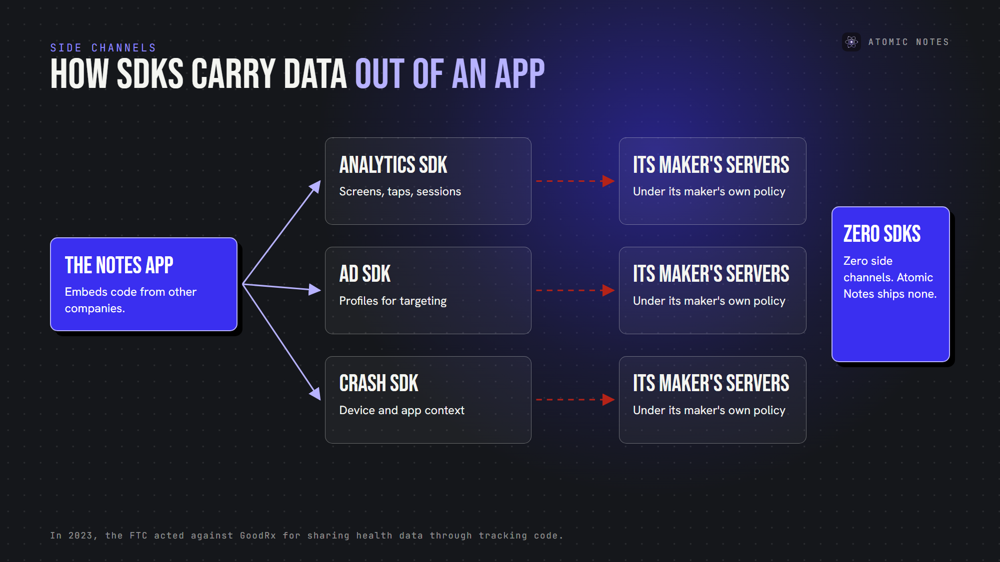 SIDE CHANNELS
ATOMIC NOTES
HOW SDKS CARRY DATA OUT OF AN APP
THE NOTES APP
Embeds code from other
companies.
ANALYTICS SDK
Screens, taps, sessions
ITS MAKER'S SERVERS
Under its maker's own policy
AD SDK
Profiles for targeting
ITS MAKER'S SERVERS
Under its maker's own policy
CRASH SDK
Device and app context
ITS MAKER'S SERVERS
Under its maker's own policy
ZERO SDKS
Zero side
channels. Atomic
Notes ships none.
In 2023, the FTC acted against GoodRx for sharing health data through tracking code.